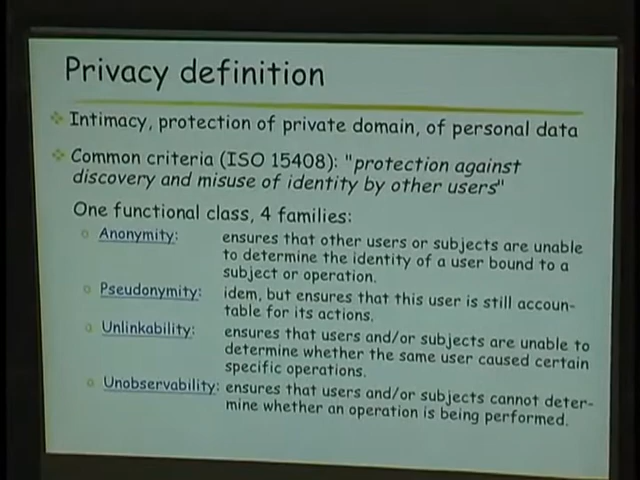 Privacy definition
Intimacy, protection of private domain, of personal data
Common criteria (ISO 15408): "protection against
discovery and misuse of identity by other users"
One functional class, 4 families:
Anonymity: ensures that other users or subjects are unable
to determine the identity of a user bound to a
subject or operation.
Pseudonymity: idem, but ensures that this user is still accoun-
table for its actions.
Unlinkability: ensures that users and/or subjects are unable to
determine whether the same user caused certain
specific operations.
Unobservability: ensures that users and/or subjects cannot deter-
mine whether an operation is being performed.